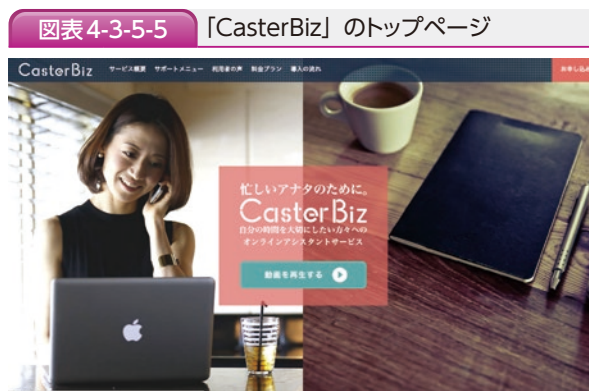 図表4-3-5-5
「CasterBiz」のトップページ
CasterBiz
サービス概要 サポートメニュー 利用者の声 料金プラン 導入の流れ
お申し込み
忙しいアナタのために。
CasterBiz
自分の時間を大切にしたい方々への
オンラインアシスタントサービス
動画を再生する